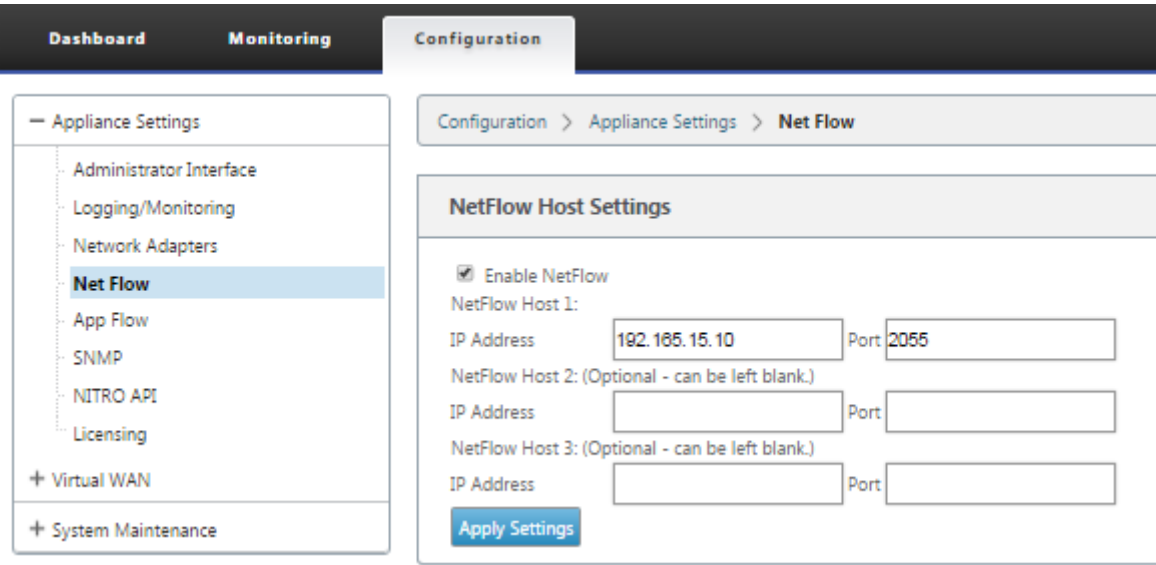 Dashboard Monitoring Configuration
− Appliance Settings
Configuration > Appliance Settings > Net Flow
Administrator Interface
Logging/Monitoring
Network Adapters
Net Flow
App Flow
SNMP
NITRO API
Licensing
+ Virtual WAN
+ System Maintenance
NetFlow Host Settings
Enable NetFlow
NetFlow Host 1:
IP Address 192.165.15.10 Port 2055
NetFlow Host 2: (Optional - can be left blank.)
IP Address Port
NetFlow Host 3: (Optional - can be left blank.)
IP Address Port
Apply Settings